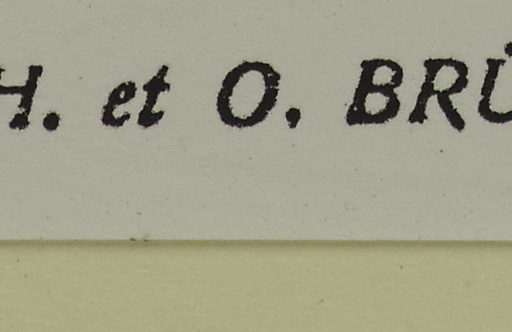 H. et O. BRÜ